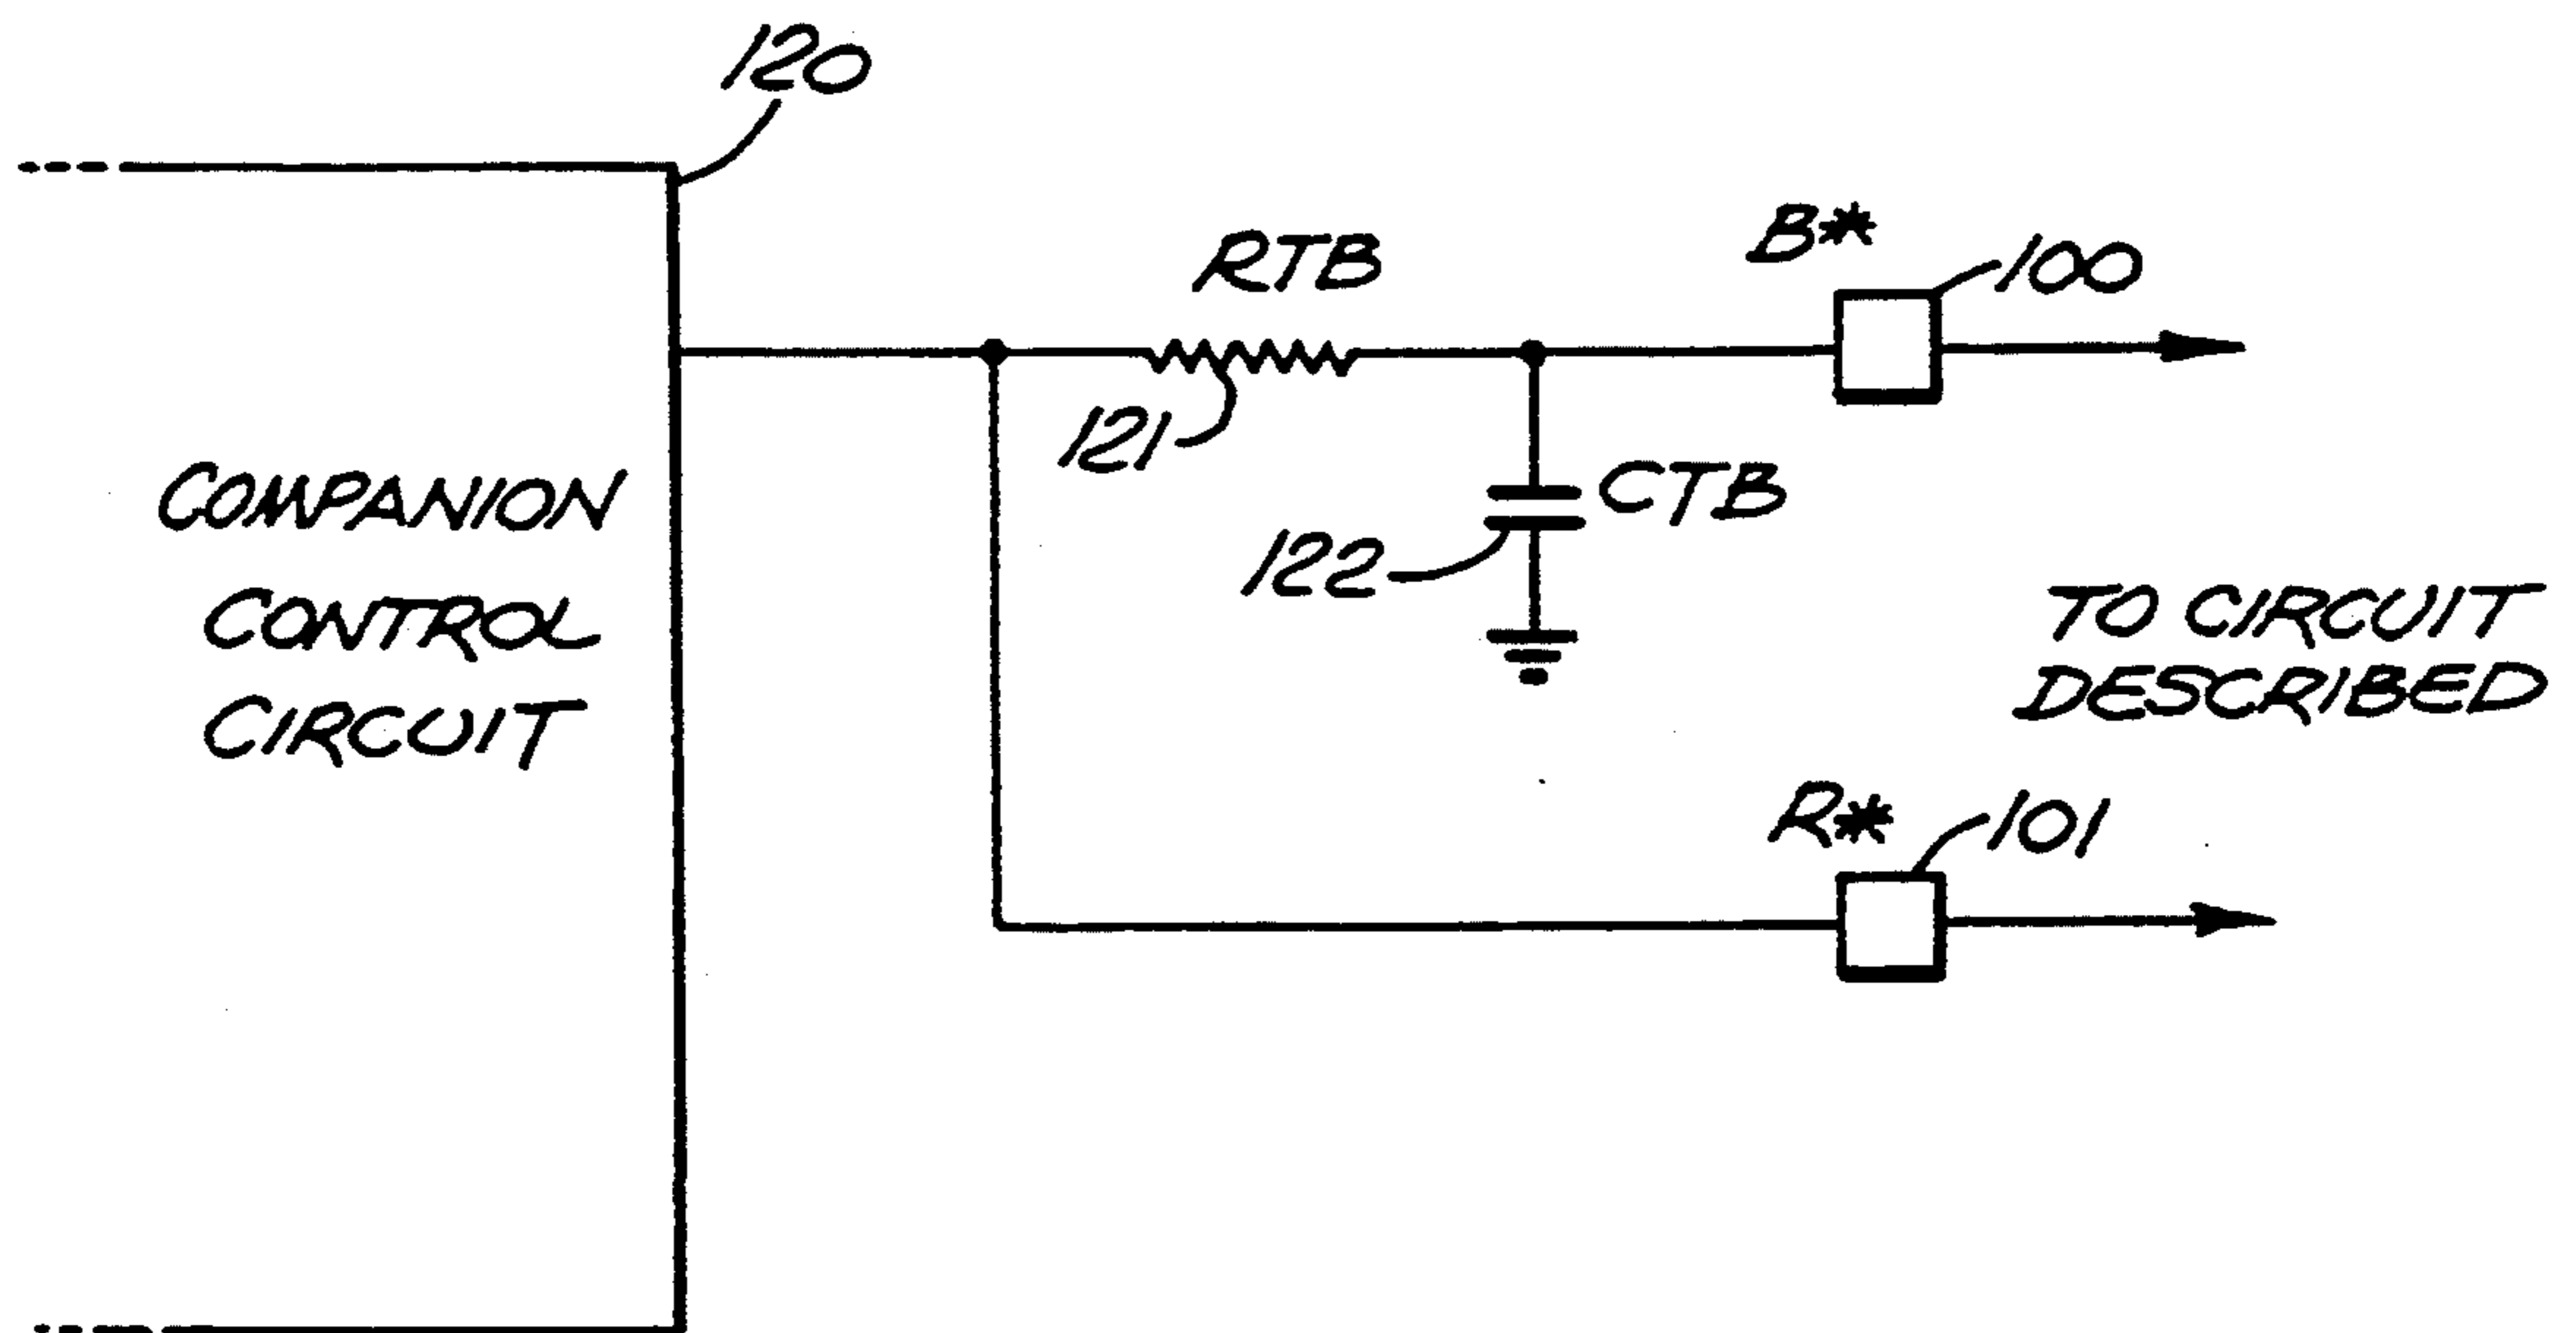 120
B*
100
RTB
121
CTB
122
COMPANION
CONTROL
CIRCUIT
TO CIRCUIT
DESCRIBED
R*
101